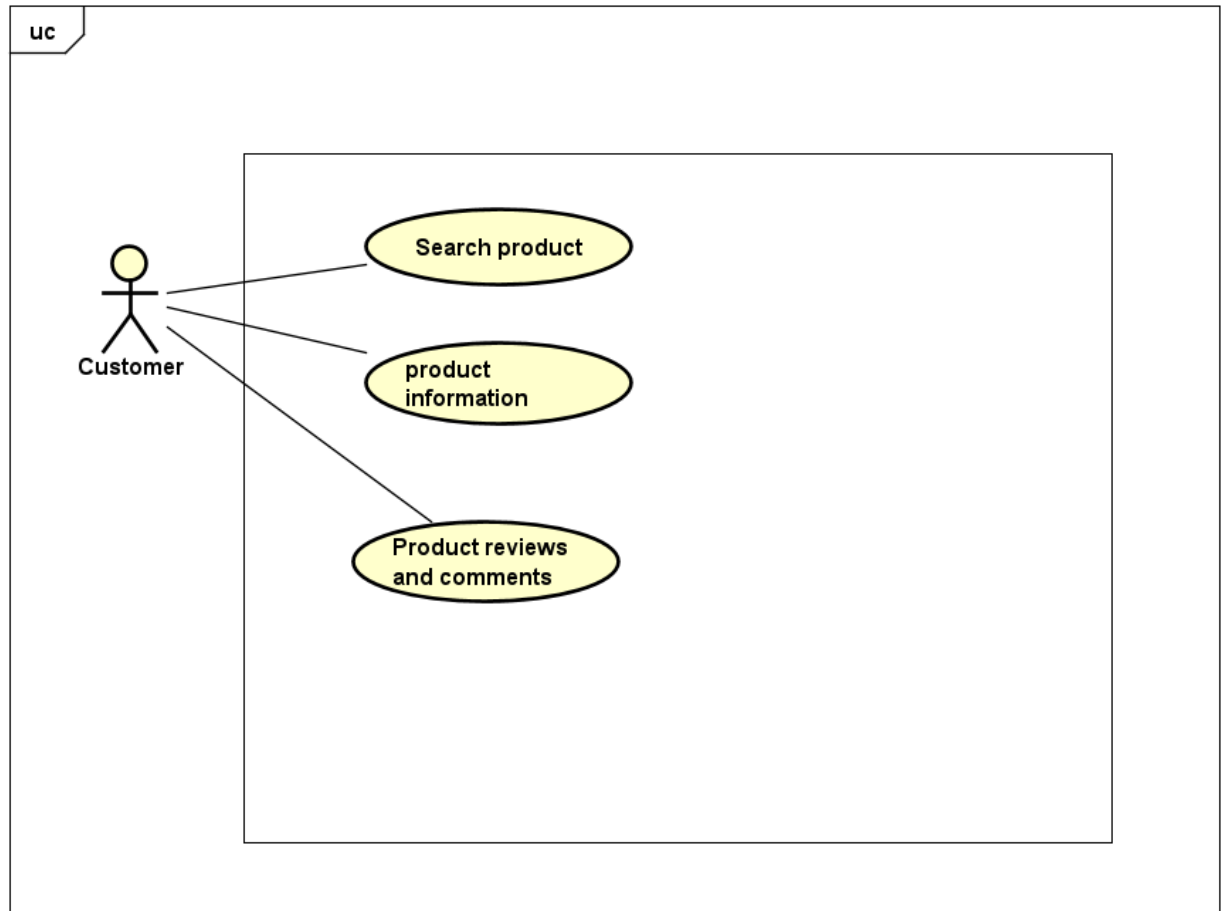 uc
Search product
Customer
product
information
Product reviews
and comments